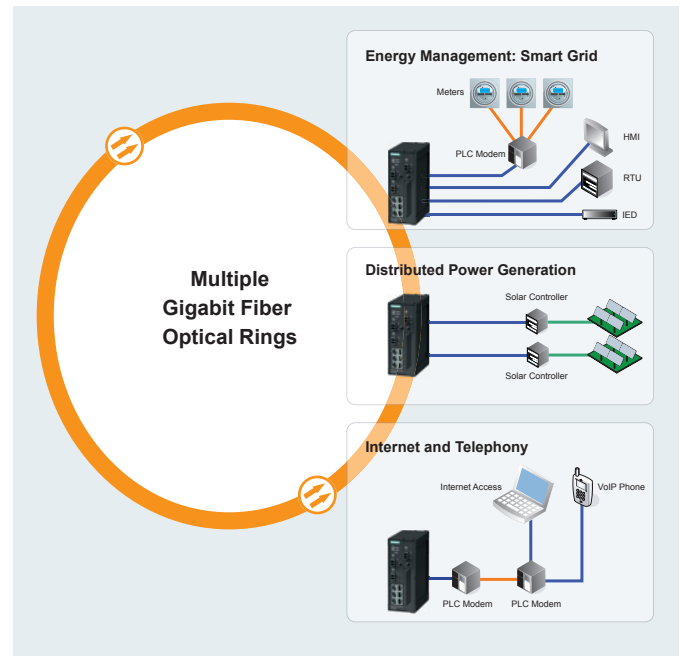 Energy Management: Smart Grid
Meters
PLC Modem
HMI
RTU
IED
Multiple
Gigabit Fiber
Optical Rings
Distributed Power Generation
Solar Controller
Solar Controller
Internet and Telephony
Internet Access
VoIP Phone
PLC Modem
PLC Modem